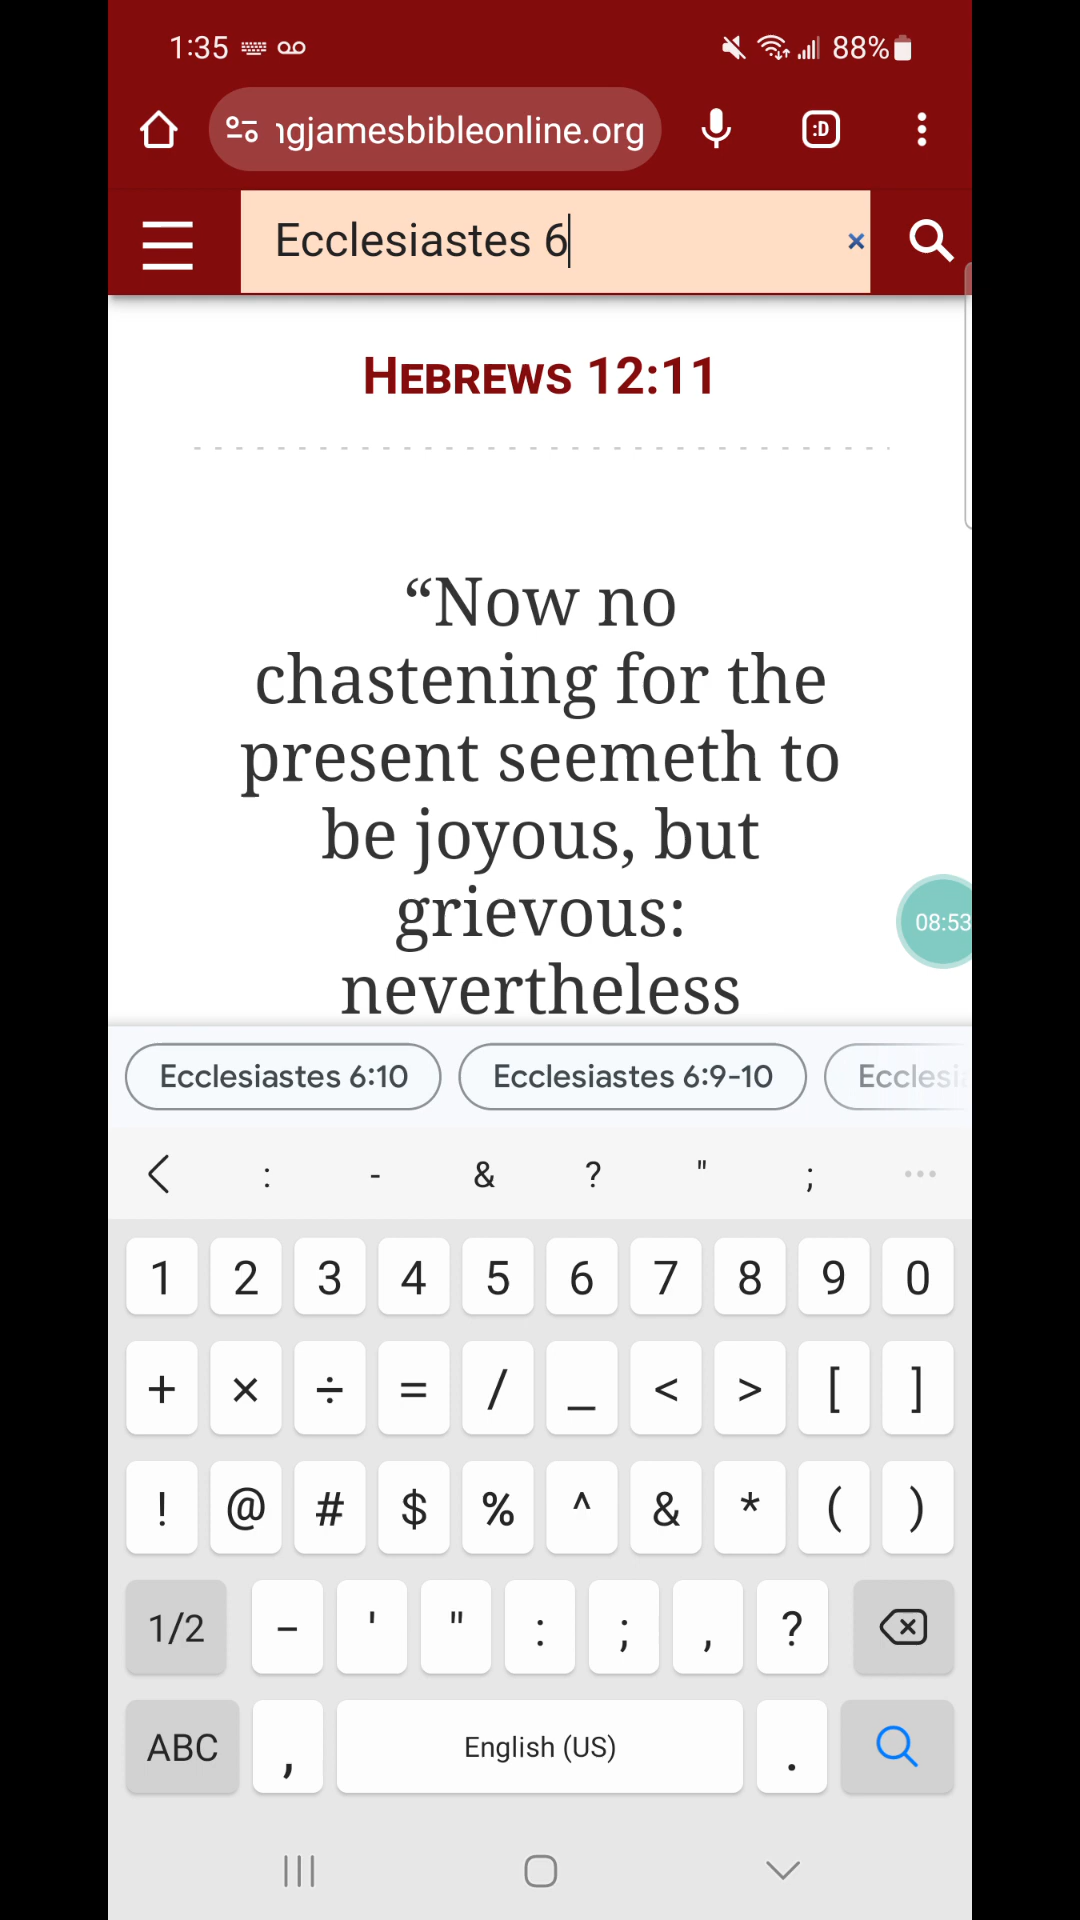 1:35
88%
ngjamesbibleonline.org
:D
Ecclesiastes 6
×
HEBREWS 12:11
“Now no
chastening for the
present seemeth to
be joyous, but
grievous:
nevertheless
08:53
Ecclesiastes 6:10 Ecclesiastes 6:9-10 Ecclesi
: - & ? " ; ...
1 2 3 4 5 6 7 8 9 0
+ × ÷ = / _ < > [ ]
! @ # $ % ^ & * ( )
1/2 - ' " : ; , ?
ABC , English (US) .